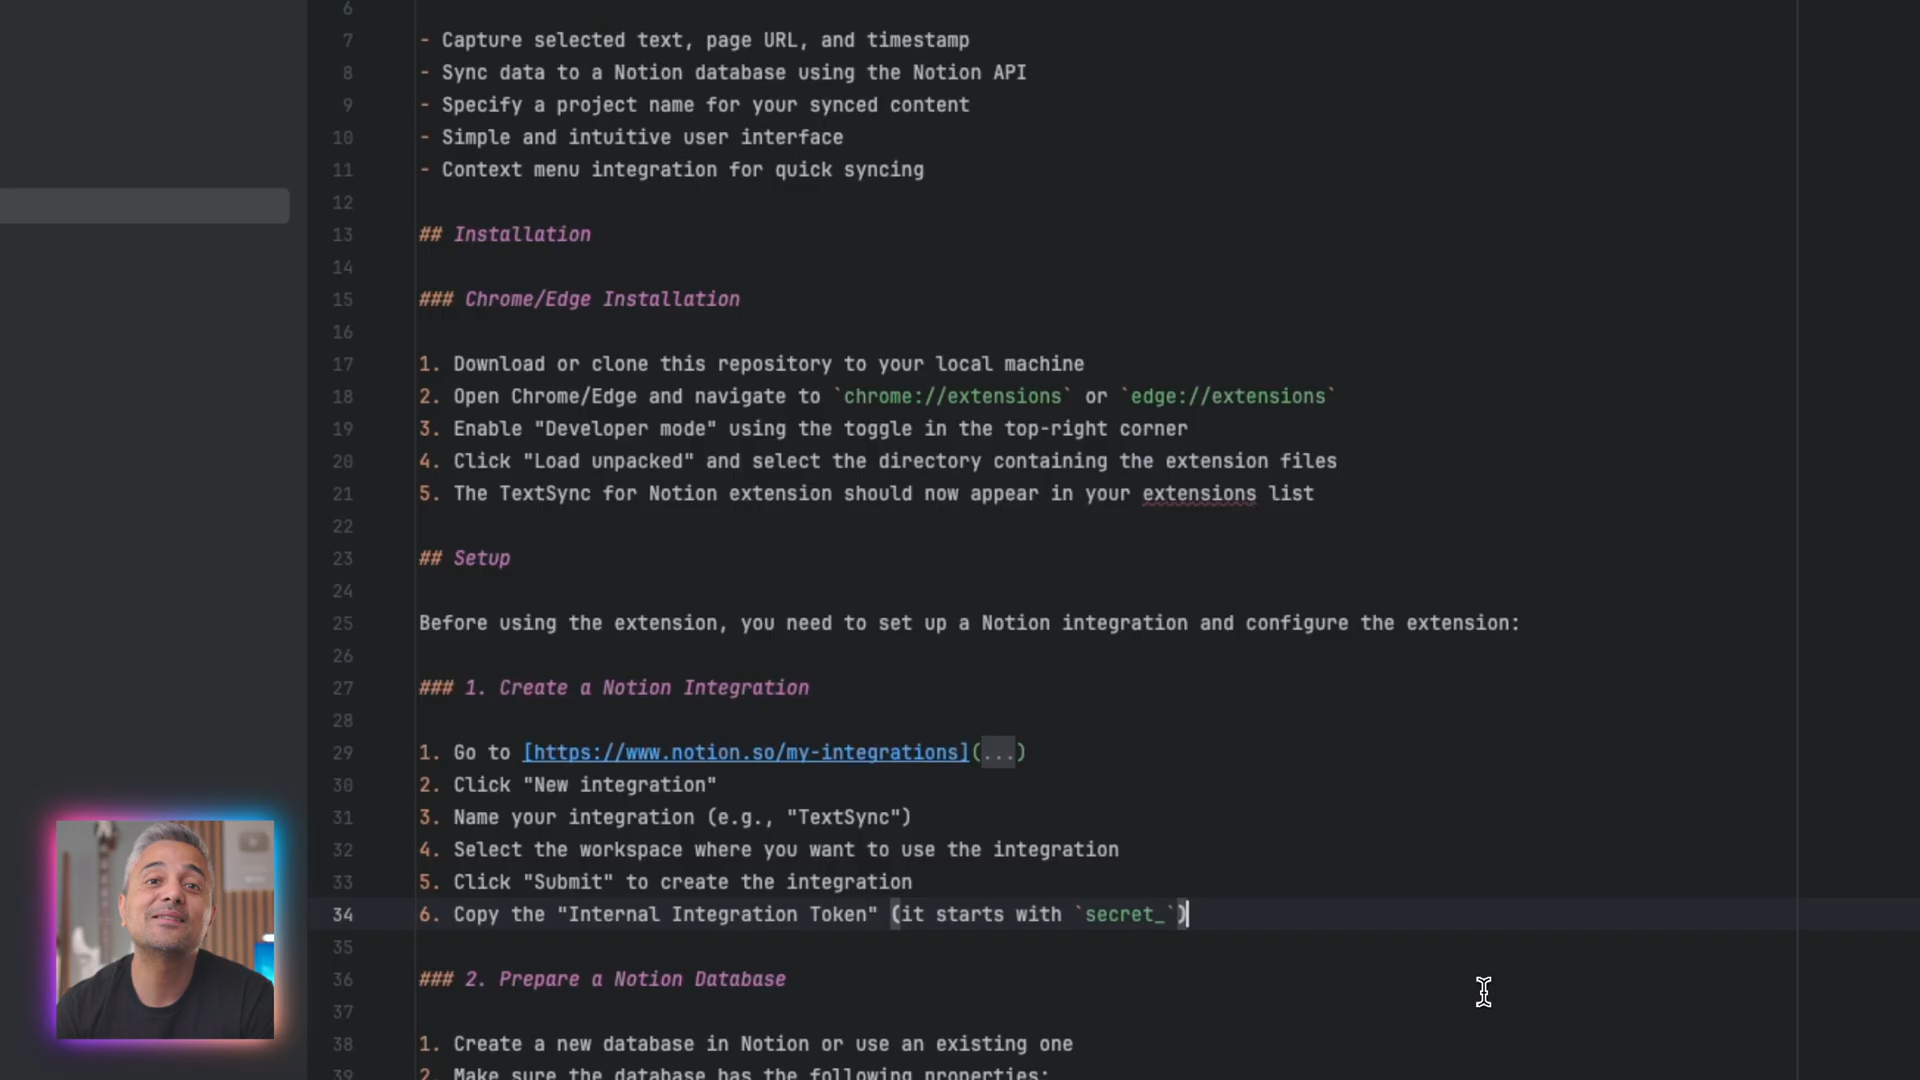 6
7 - Capture selected text, page URL, and timestamp
8 - Sync data to a Notion database using the Notion API
9 - Specify a project name for your synced content
10 - Simple and intuitive user interface
11 - Context menu integration for quick syncing
12
13 ## Installation
14
15 ### Chrome/Edge Installation
16
17 1. Download or clone this repository to your local machine
18 2. Open Chrome/Edge and navigate to `chrome://extensions` or `edge://extensions`
19 3. Enable "Developer mode" using the toggle in the top-right corner
20 4. Click "Load unpacked" and select the directory containing the extension files
21 5. The TextSync for Notion extension should now appear in your extensions list
22
23 ## Setup
24
25 Before using the extension, you need to set up a Notion integration and configure the extension:
26
27 ### 1. Create a Notion Integration
28
29 1. Go to [https://www.notion.so/my-integrations](...)
30 2. Click "New integration"
31 3. Name your integration (e.g., "TextSync")
32 4. Select the workspace where you want to use the integration
33 5. Click "Submit" to create the integration
34 6. Copy the "Internal Integration Token" (it starts with `secret_`)
35
36 ### 2. Prepare a Notion Database
37
38 1. Create a new database in Notion or use an existing one
39 2. Make sure the database has the following properties: